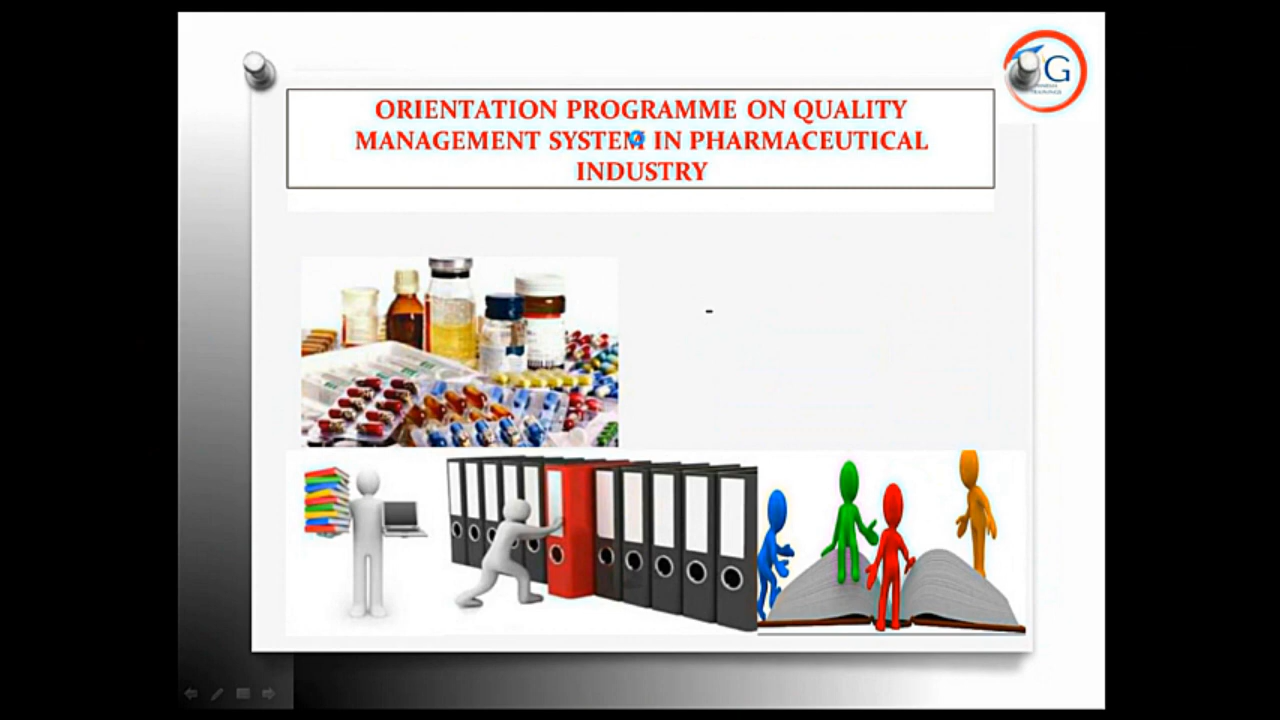 ORIENTATION PROGRAMME ON QUALITY
MANAGEMENT SYSTEM IN PHARMACEUTICAL
INDUSTRY
G
-